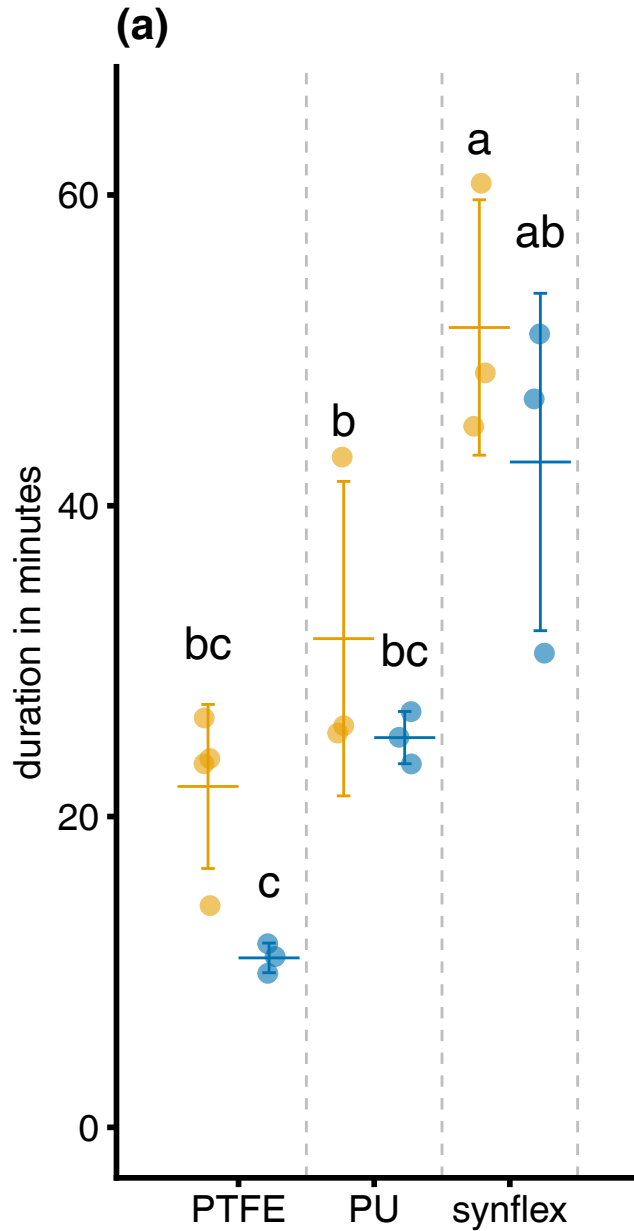 (a)
a
60
ab
b
40
bc
bc
20
c
0
PTFE
PU
synflex
duration in minutes